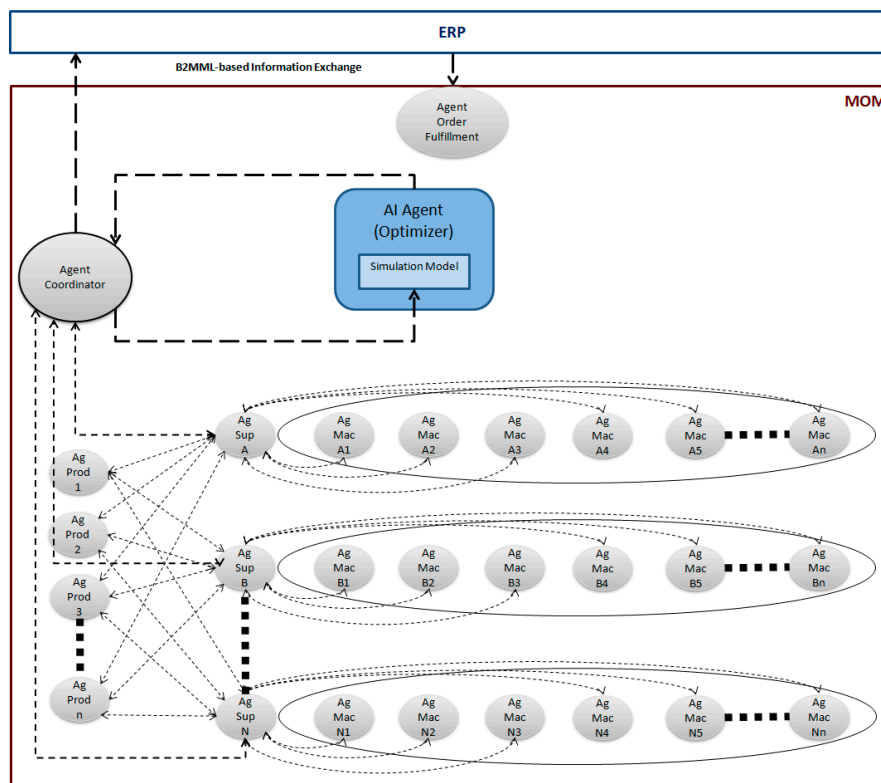 ERP
B2MML-based Information Exchange
MOM
Agent
Order
Fulfillment
AI Agent
(Optimizer)
Simulation Model
Agent
Coordinator
Ag
Sup
A
Ag
Mac
A1
Ag
Mac
A2
Ag
Mac
A3
Ag
Mac
A4
Ag
Mac
A5
Ag
Mac
An
Ag
Prod
1
Ag
Prod
2
Ag
Sup
B
Ag
Mac
B1
Ag
Mac
B2
Ag
Mac
B3
Ag
Mac
B4
Ag
Mac
B5
Ag
Mac
Bn
Ag
Prod
3
Ag
Prod
n
Ag
Sup
N
Ag
Mac
N1
Ag
Mac
N2
Ag
Mac
N3
Ag
Mac
N4
Ag
Mac
N5
Ag
Mac
Nn